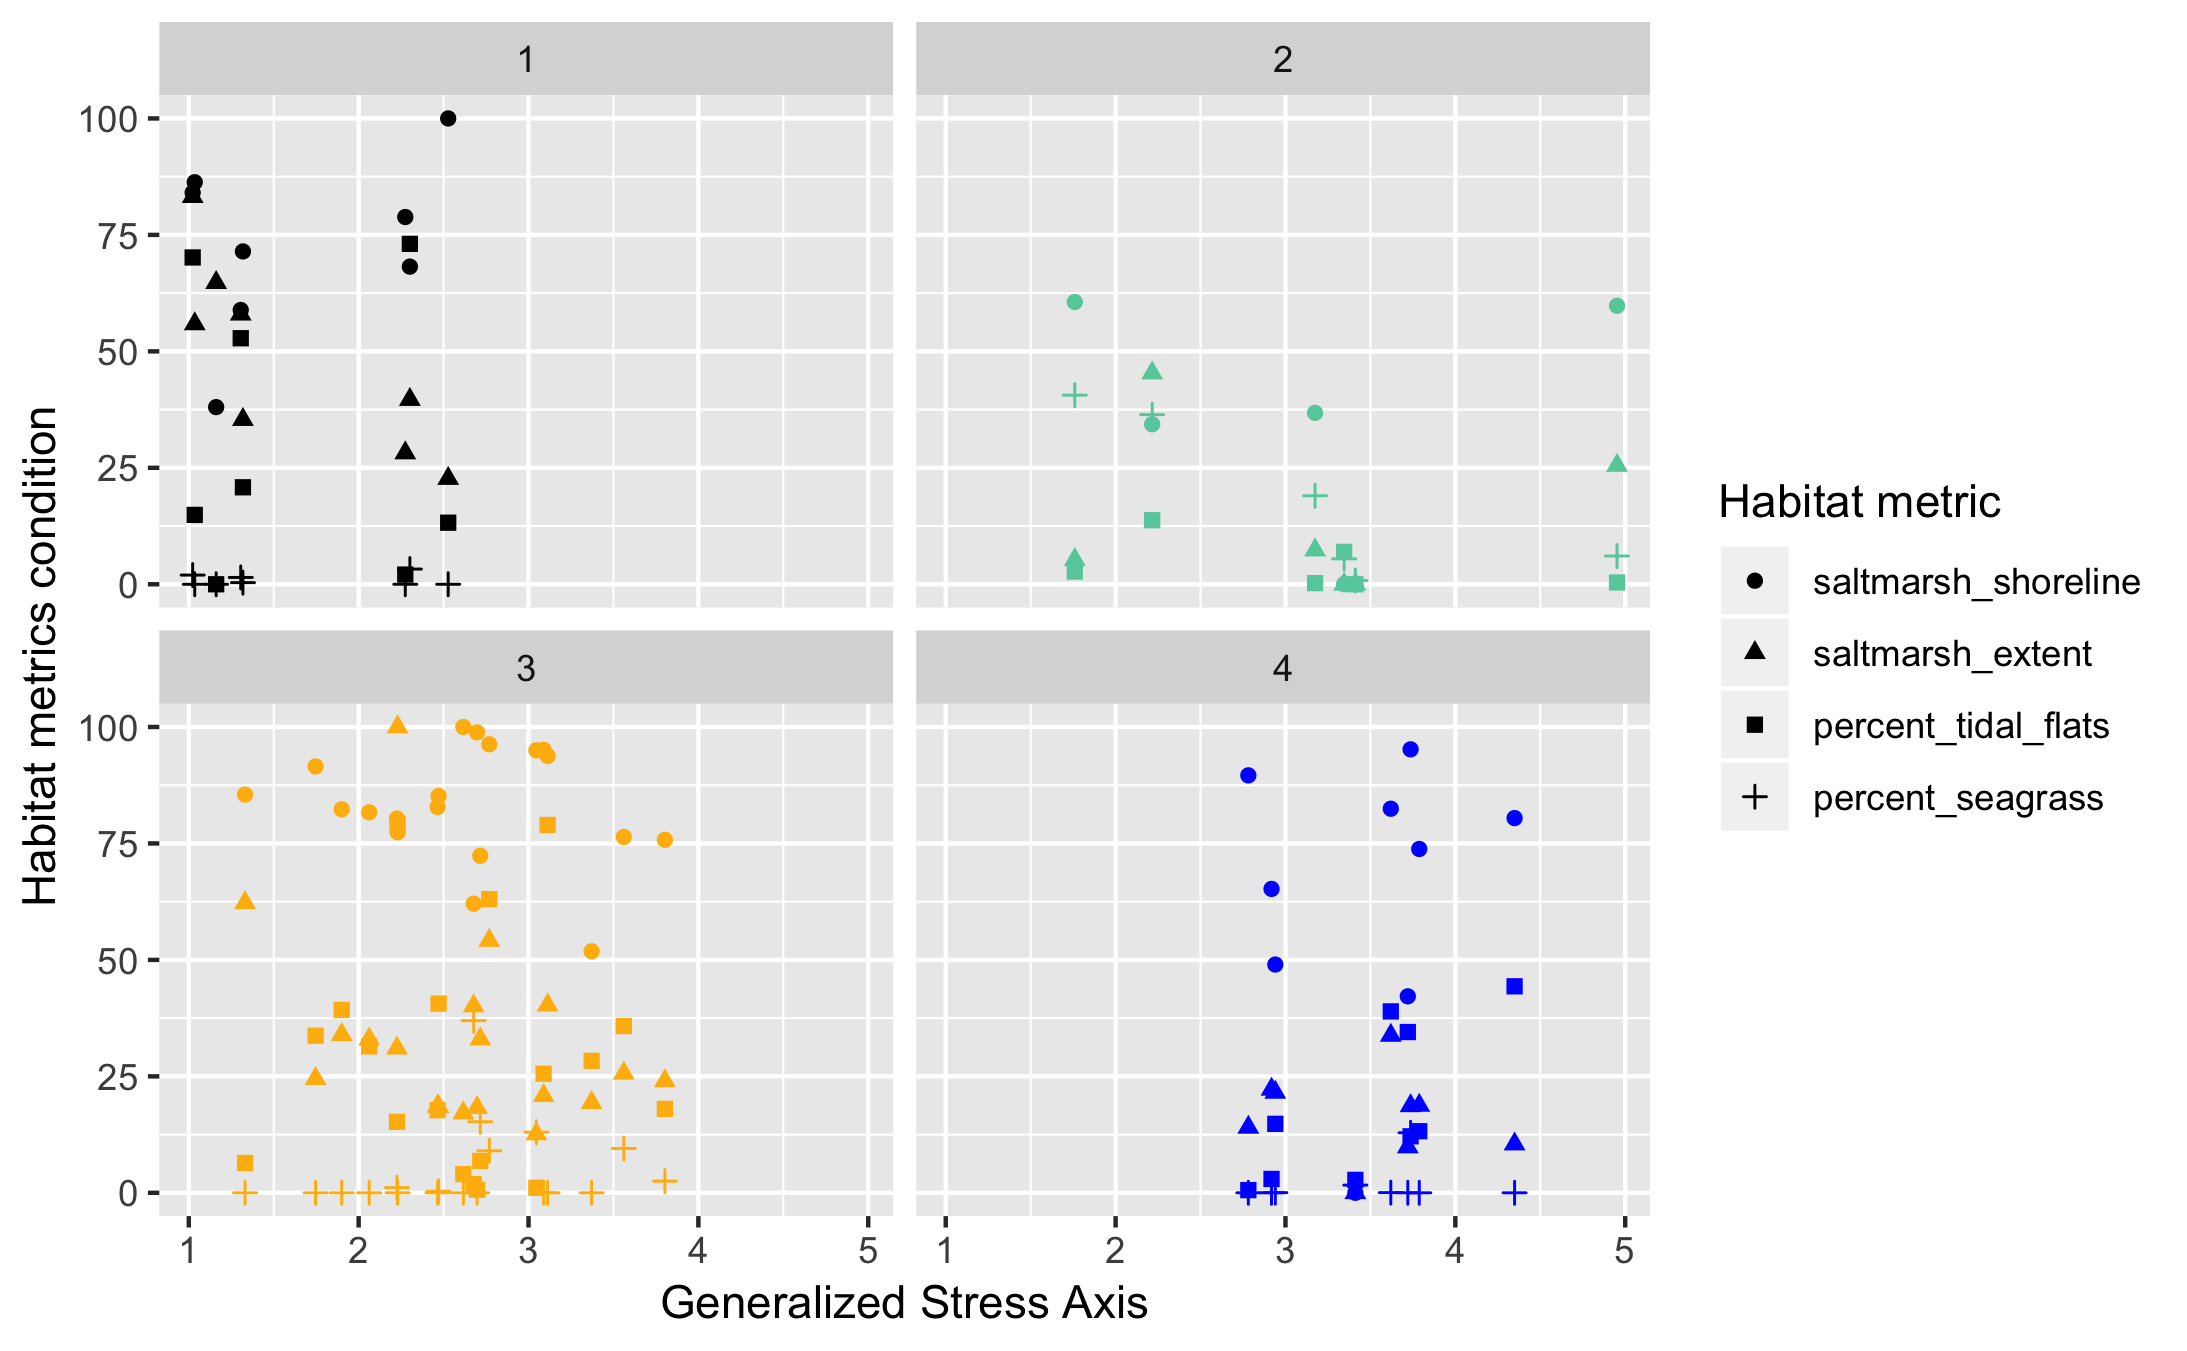 1
2
100
75
50
25
0
3
4
100
75
50
25
0
1 2 3 4 5
1 2 3 4 5
Generalized Stress Axis
Habitat metrics condition
Habitat metric
saltmarsh_shoreline
saltmarsh_extent
percent_tidal_flats
percent_seagrass